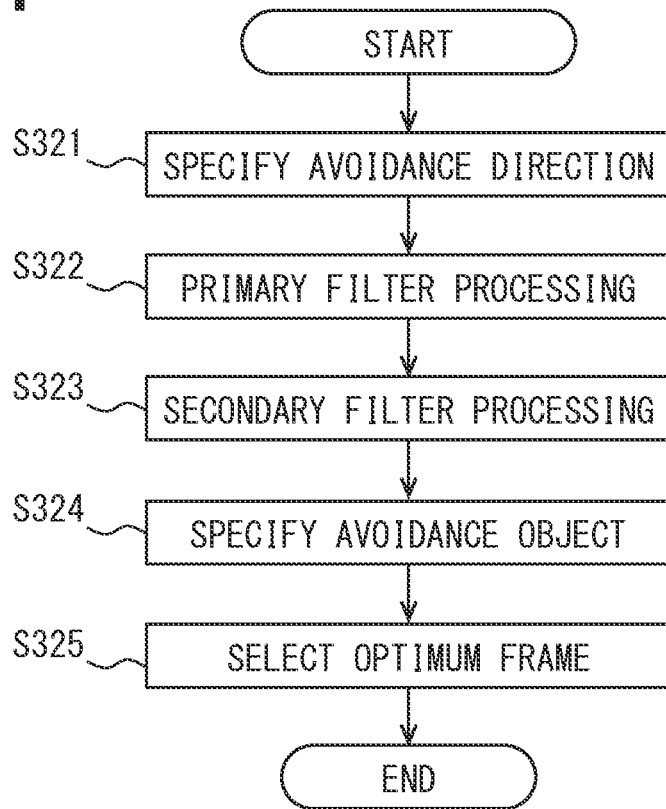 START
S321 SPECIFY AVOIDANCE DIRECTION
S322 PRIMARY FILTER PROCESSING
S323 SECONDARY FILTER PROCESSING
S324 SPECIFY AVOIDANCE OBJECT
S325 SELECT OPTIMUM FRAME
END